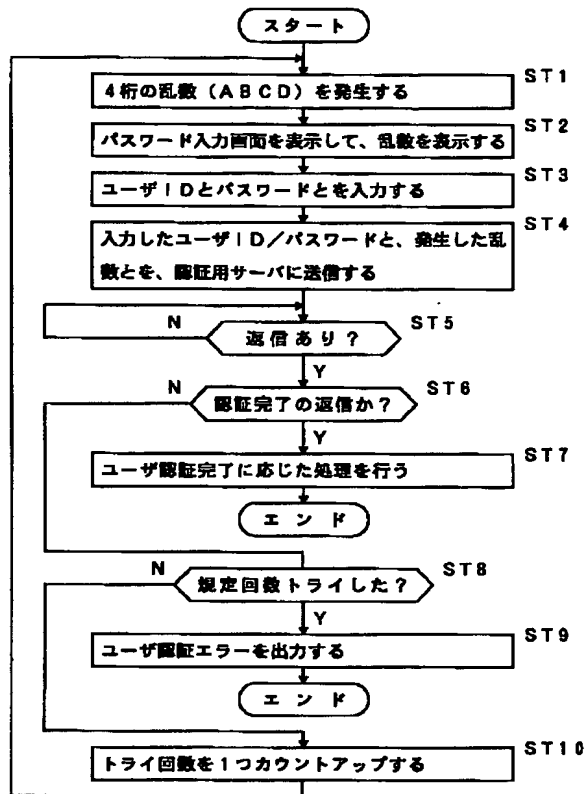 スタート
ST1
4桁の乱数（ABCD）を発生する
ST2
パスワード入力画面を表示して、乱数を表示する
ST3
ユーザIDとパスワードとを入力する
ST4
入力したユーザID／パスワードと、発生した乱
数とを、認証用サーバに送信する
N
ST5
返信あり？
Y
N
ST6
認証完了の返信か？
Y
ST7
ユーザ認証完了に応じた処理を行う
エンド
N
ST8
規定回数トライした？
Y
ST9
ユーザ認証エラーを出力する
エンド
ST10
トライ回数を1つカウントアップする